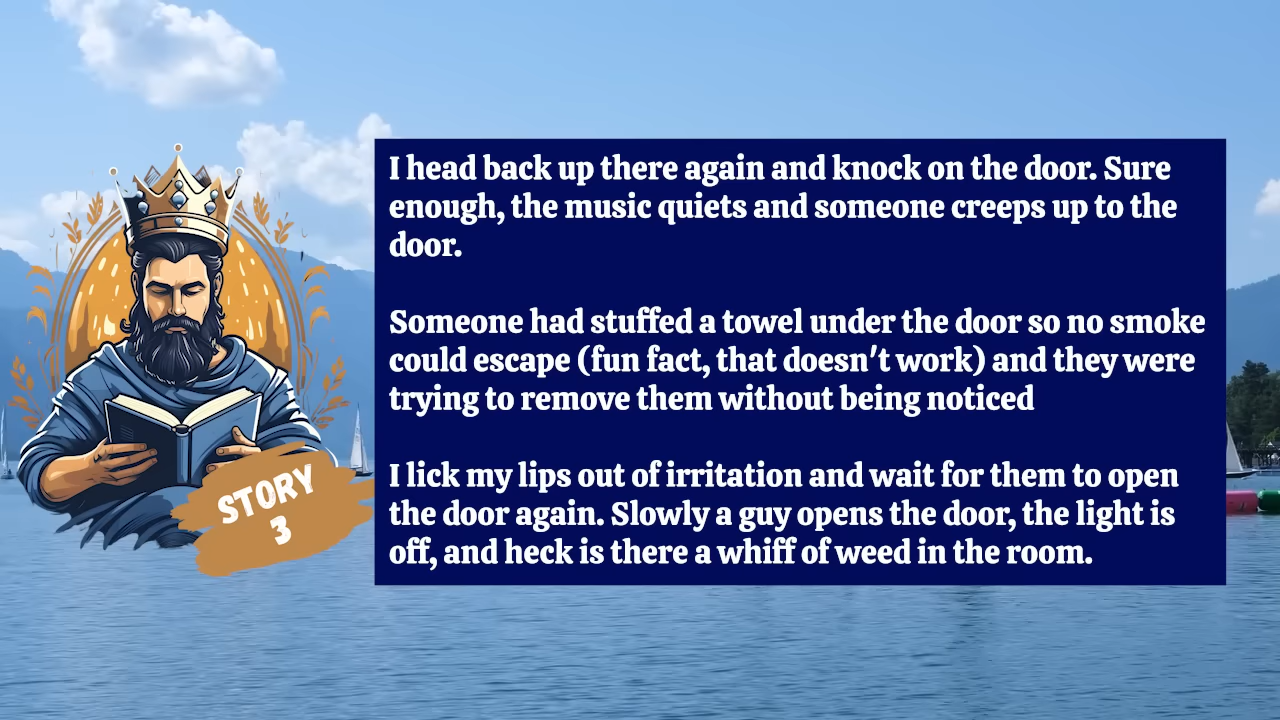 I head back up there again and knock on the door. Sure
enough, the music quiets and someone creeps up to the
door.
Someone had stuffed a towel under the door so no smoke
could escape (fun fact, that doesn't work) and they were
trying to remove them without being noticed
I lick my lips out of irritation and wait for them to open
the door again. Slowly a guy opens the door, the light is
off, and heck is there a whiff of weed in the room.
STORY
3